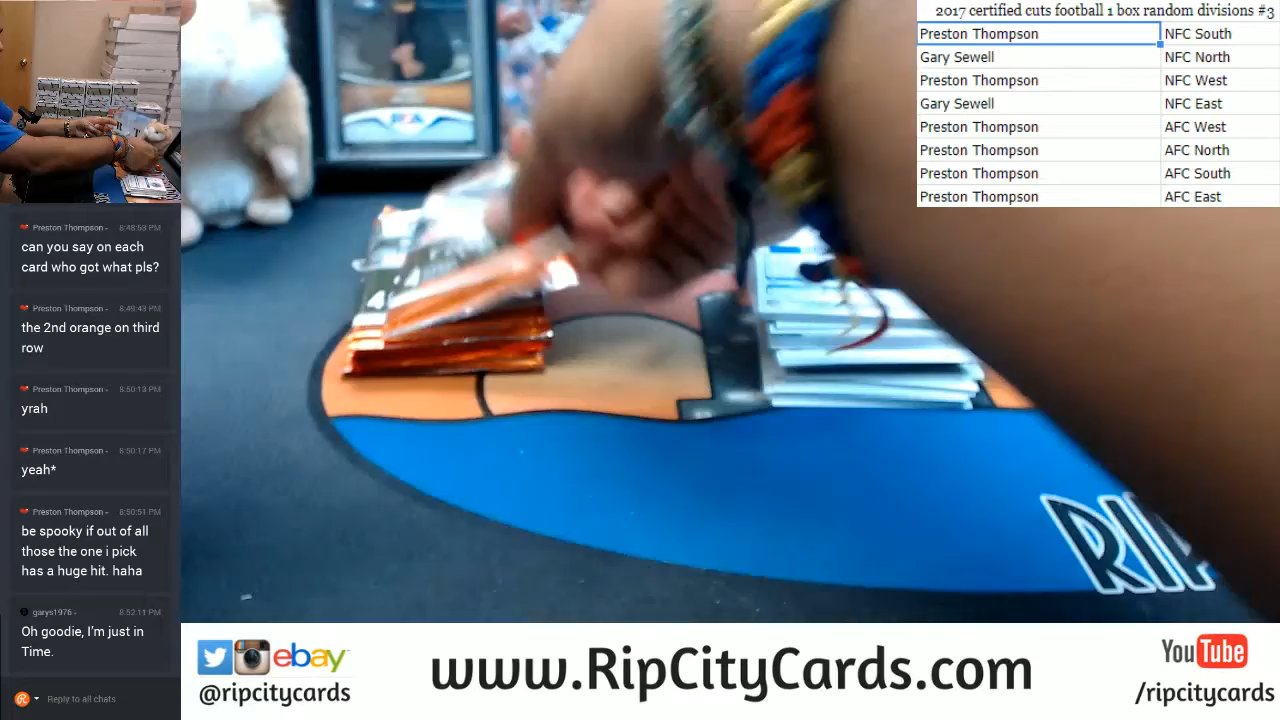 2017 certified cuts football 1 box random divisions #3
Preston Thompson NFC South
Gary Sewell NFC North
Preston Thompson NFC West
Gary Sewell NFC East
Preston Thompson AFC West
Preston Thompson AFC North
Preston Thompson AFC South
Preston Thompson AFC East
Preston Thompson - 8:48:53 PM
can you say on each
card who got what pls?
Preston Thompson - 8:49:43 PM
the 2nd orange on third
row
Preston Thompson - 8:50:13 PM
yrah
Preston Thompson - 8:50:17 PM
yeah*
Preston Thompson - 8:50:51 PM
be spooky if out of all
those the one i pick
has a huge hit. haha
garys1976 - 8:52:11 PM
Oh goodie, I'm just in
Time.
Reply to all chats
RIP
ebay
@ripcitycards
www.RipCityCards.com
YouTube
/ripcitycards